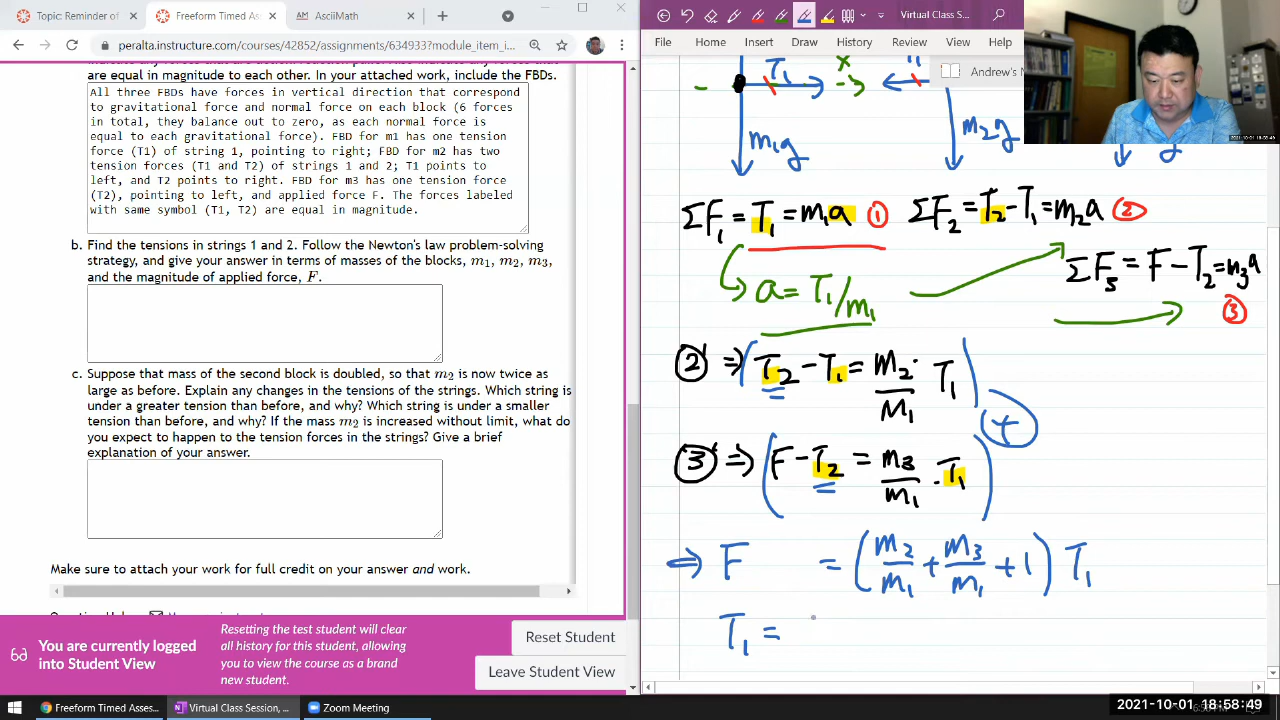 Topic: Reminder o
Freeform Timed Ass
AsciiMath
peralta.instructure.com/courses/42852/assignments/634933?module_item_i
are equal in magnitude to each other. In your attached work, include the FBDs.
All three FBDs have forces in vertical direction that correspond
to gravitational force and normal force on each block (6 forces
in total, they balance out to zero, as each normal force is
equal to each gravitational force). FBD for m1 has one tension
force (T1) of string 1, pointing to right; FBD for m2 has two
tension forces (T1 and T2) of strings 1 and 2; T1 points to
left, and T2 points to right. FBD for m3 has one tension force
(T2), pointing to left, and applied force F. The forces labeled
with same symbol (T1, T2) are equal in magnitude.
b. Find the tensions in strings 1 and 2. Follow the Newton's law problem-solving
strategy, and give your answer in terms of masses of the blocks, m₁, m₂, m₃,
and the magnitude of applied force, F.
c. Suppose that mass of the second block is doubled, so that m₂ is now twice as
large as before. Explain any changes in the tensions of the strings. Which string is
under a greater tension than before, and why? Which string is under a smaller
tension than before, and why? If the mass m₂ is increased without limit, what do
you expect to happen to the tension forces in the strings? Give a brief
explanation of your answer.
Make sure to attach your work for full credit on your answer and work.
You are currently logged
into Student View
Resetting the test student will clear
all history for this student, allowing
you to view the course as a brand
new student.
Reset Student
Leave Student View
Virtual Class S...
File Home Insert Draw History Review View Help
Andrew's N
T₁ x
m₁g m₂g g
ΣF₁ = T₁ = m₁a ① ΣF₂ = T₂ - T₁ = m₂a ②
ΣF₃ = F - T₂ = m₃a
③
a = T₁/m₁
② ⇒ (T₂ - T₁ = m₂/m₁ · T₁)
+
③ ⇒ (F - T₂ = m₃/m₁ · T₁)
⇒ F = (m₂/m₁ + m₃/m₁ + 1) T₁
T₁ =
Freeform Timed Asses...
Virtual Class Session, ...
Zoom Meeting
2021-10-01 18:58:49